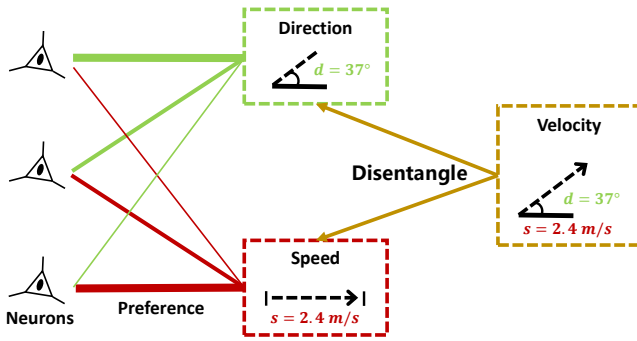 Direction
d = 37°
Velocity
Disentangle
d = 37°
s = 2.4 m/s
Speed
s = 2.4 m/s
Preference
Neurons